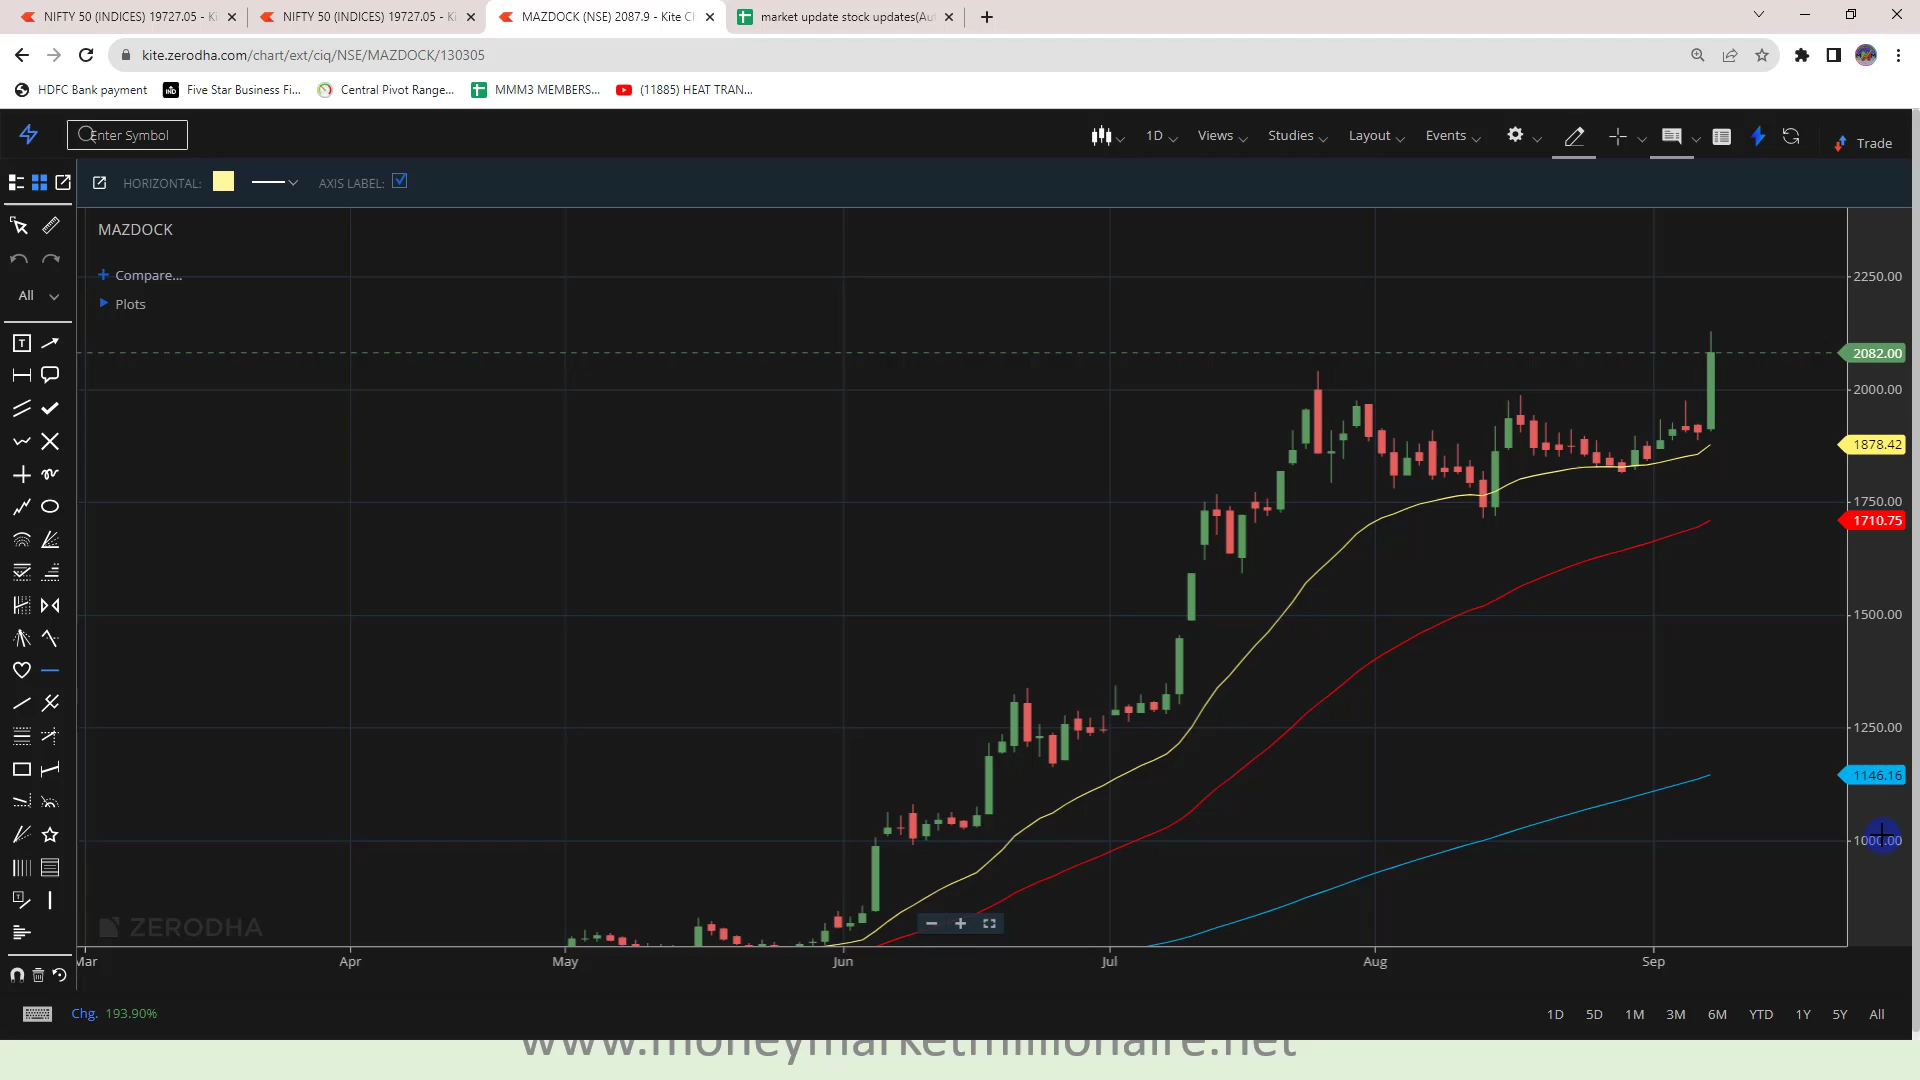 NIFTY 50 (INDICES) 19727.05 - Ki
NIFTY 50 (INDICES) 19727.05 - Ki
MAZDOCK (NSE) 2087.9 - Kite Ch
market update stock updates(Au
kite.zerodha.com/chart/ext/ciq/NSE/MAZDOCK/130305
HDFC Bank payment
Five Star Business Fi...
Central Pivot Range...
MMM3 MEMBERS...
(11885) HEAT TRAN...
Enter Symbol
1D
Views
Studies
Layout
Events
Trade
HORIZONTAL:
AXIS LABEL:
MAZDOCK
Compare...
Plots
All
2250.00
2082.00
2000.00
1878.42
1750.00
1710.75
1500.00
1250.00
1146.16
1000.00
ZERODHA
Mar
Apr
May
Jun
Jul
Aug
Sep
Chg. 193.90%
1D
5D
1M
3M
6M
YTD
1Y
5Y
All
www.moneymarketmillionaire.net